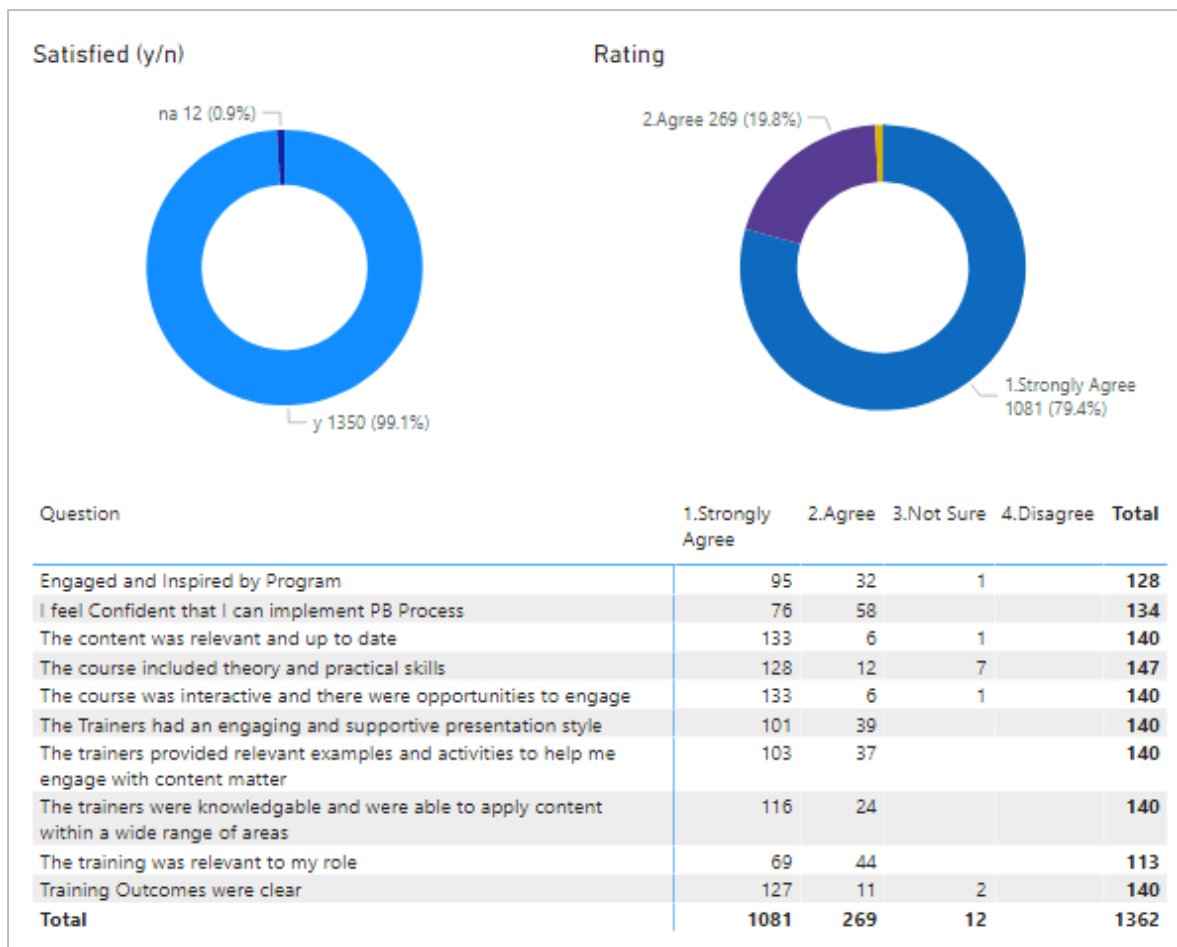 Satisfied (y/n)
Rating
na 12 (0.9%)
2.Agree 269 (19.8%)
1.Strongly Agree
1081 (79.4%)
y 1350 (99.1%)
Question 1.Strongly Agree 2.Agree 3.Not Sure 4.Disagree Total
Engaged and Inspired by Program 95 32 1 128
I feel Confident that I can implement PB Process 76 58 134
The content was relevant and up to date 133 6 1 140
The course included theory and practical skills 128 12 7 147
The course was interactive and there were opportunities to engage 133 6 1 140
The Trainers had an engaging and supportive presentation style 101 39 140
The trainers provided relevant examples and activities to help me 103 37 140
engage with content matter
The trainers were knowledgable and were able to apply content 116 24 140
within a wide range of areas
The training was relevant to my role 69 44 113
Training Outcomes were clear 127 11 2 140
Total 1081 269 12 1362